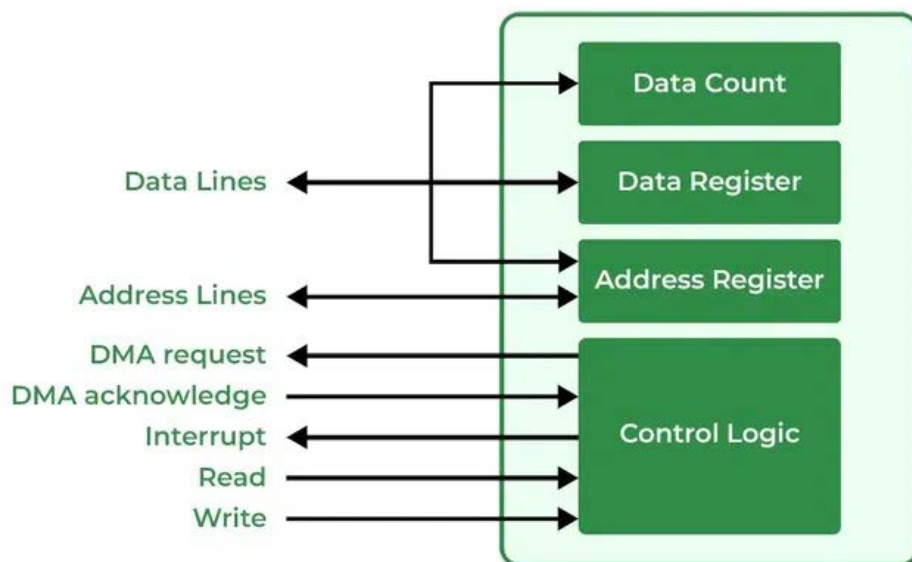 Data Count
Data Lines
Data Register
Address Register
Address Lines
DMA request
DMA acknowledge
Interrupt
Control Logic
Read
Write